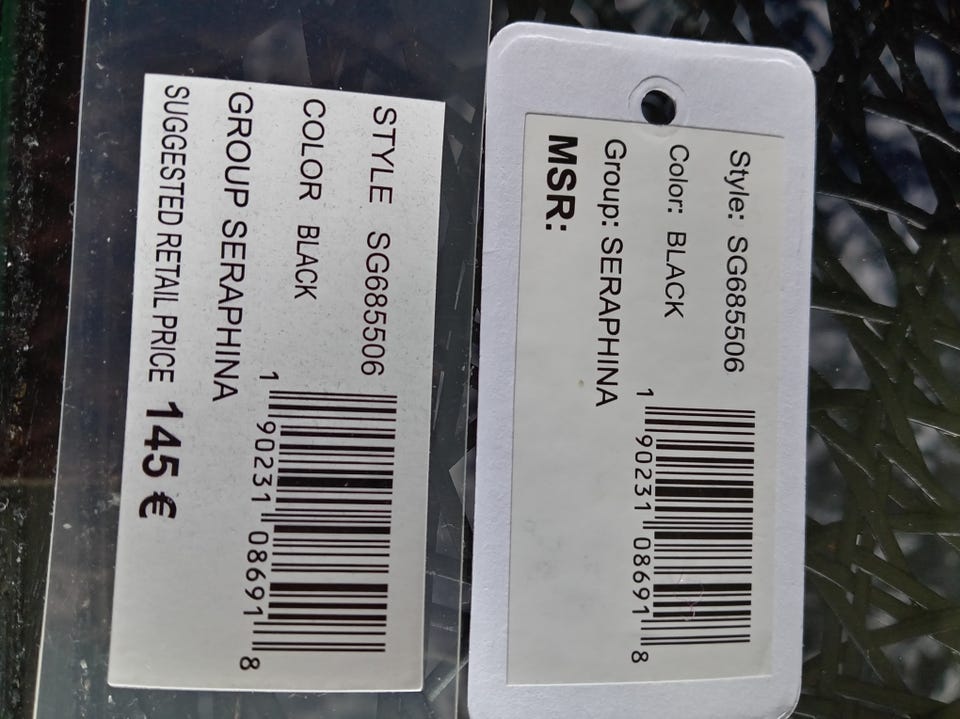 STYLE SG685506
COLOR BLACK
GROUP SERAPHINA
SUGGESTED RETAIL PRICE 145 €
1 90231 08691 8
Style: SG685506
Color: BLACK
Group: SERAPHINA
MSR:
1 90231 08691 8